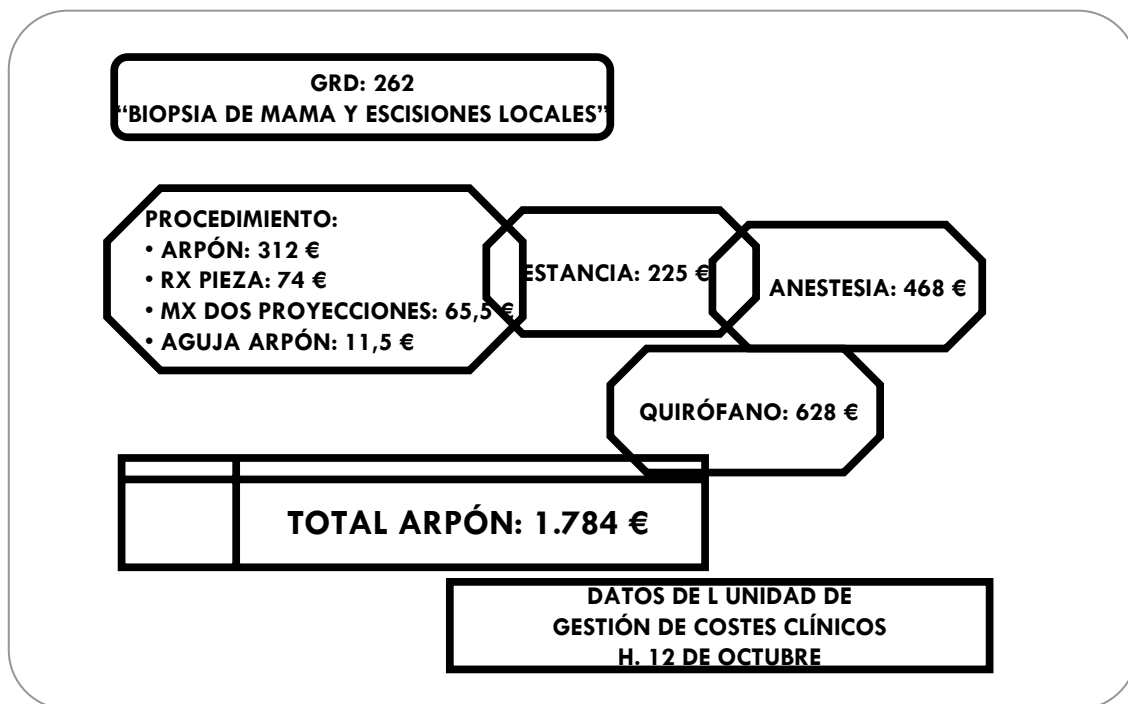 GRD: 262
“BIOPSIA DE MAMA Y ESCISIONES LOCALES”
PROCEDIMIENTO:
• ARPÓN: 312 €
• RX PIEZA: 74 €
• MX DOS PROYECCIONES: 65,5 €
• AGUJA ARPÓN: 11,5 €
ESTANCIA: 225 €
ANESTESIA: 468 €
QUIRÓFANO: 628 €
TOTAL ARPÓN: 1.784 €
DATOS DE L UNIDAD DE
GESTIÓN DE COSTES CLÍNICOS
H. 12 DE OCTUBRE